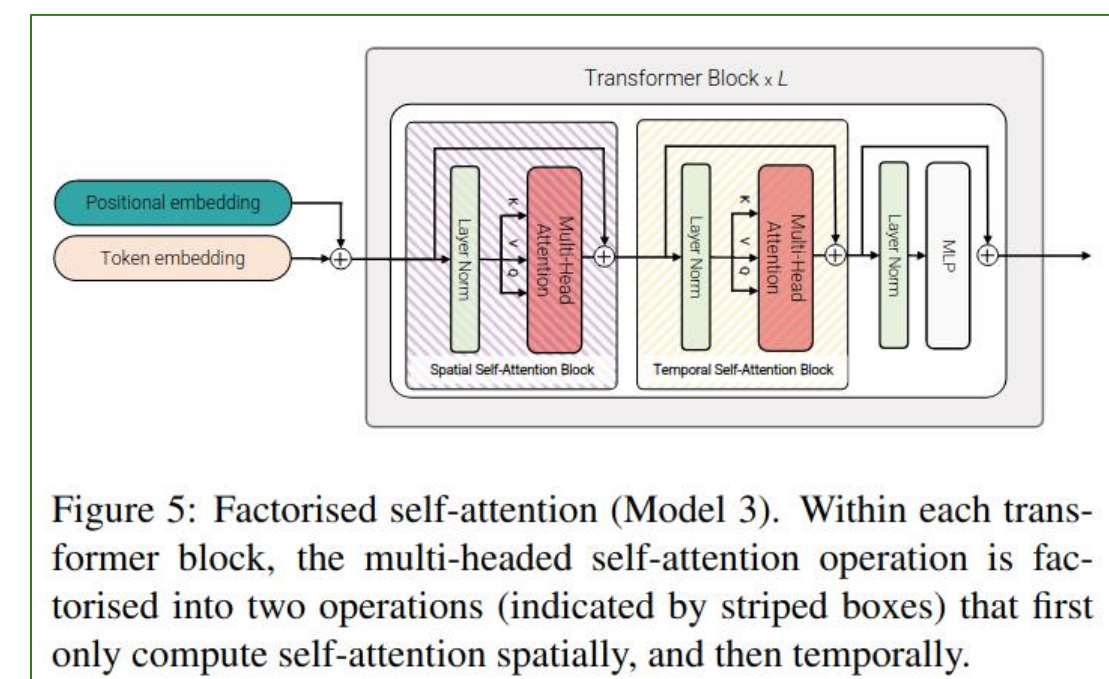 Transformer Block x L
Positional embedding
Token embedding
Layer Norm
K
V
Q
Multi-Head
Attention
Spatial Self-Attention Block
Layer Norm
K
V
Q
Multi-Head
Attention
Temporal Self-Attention Block
Layer Norm
MLP
Figure 5: Factorised self-attention (Model 3). Within each trans-
former block, the multi-headed self-attention operation is fac-
torised into two operations (indicated by striped boxes) that first
only compute self-attention spatially, and then temporally.